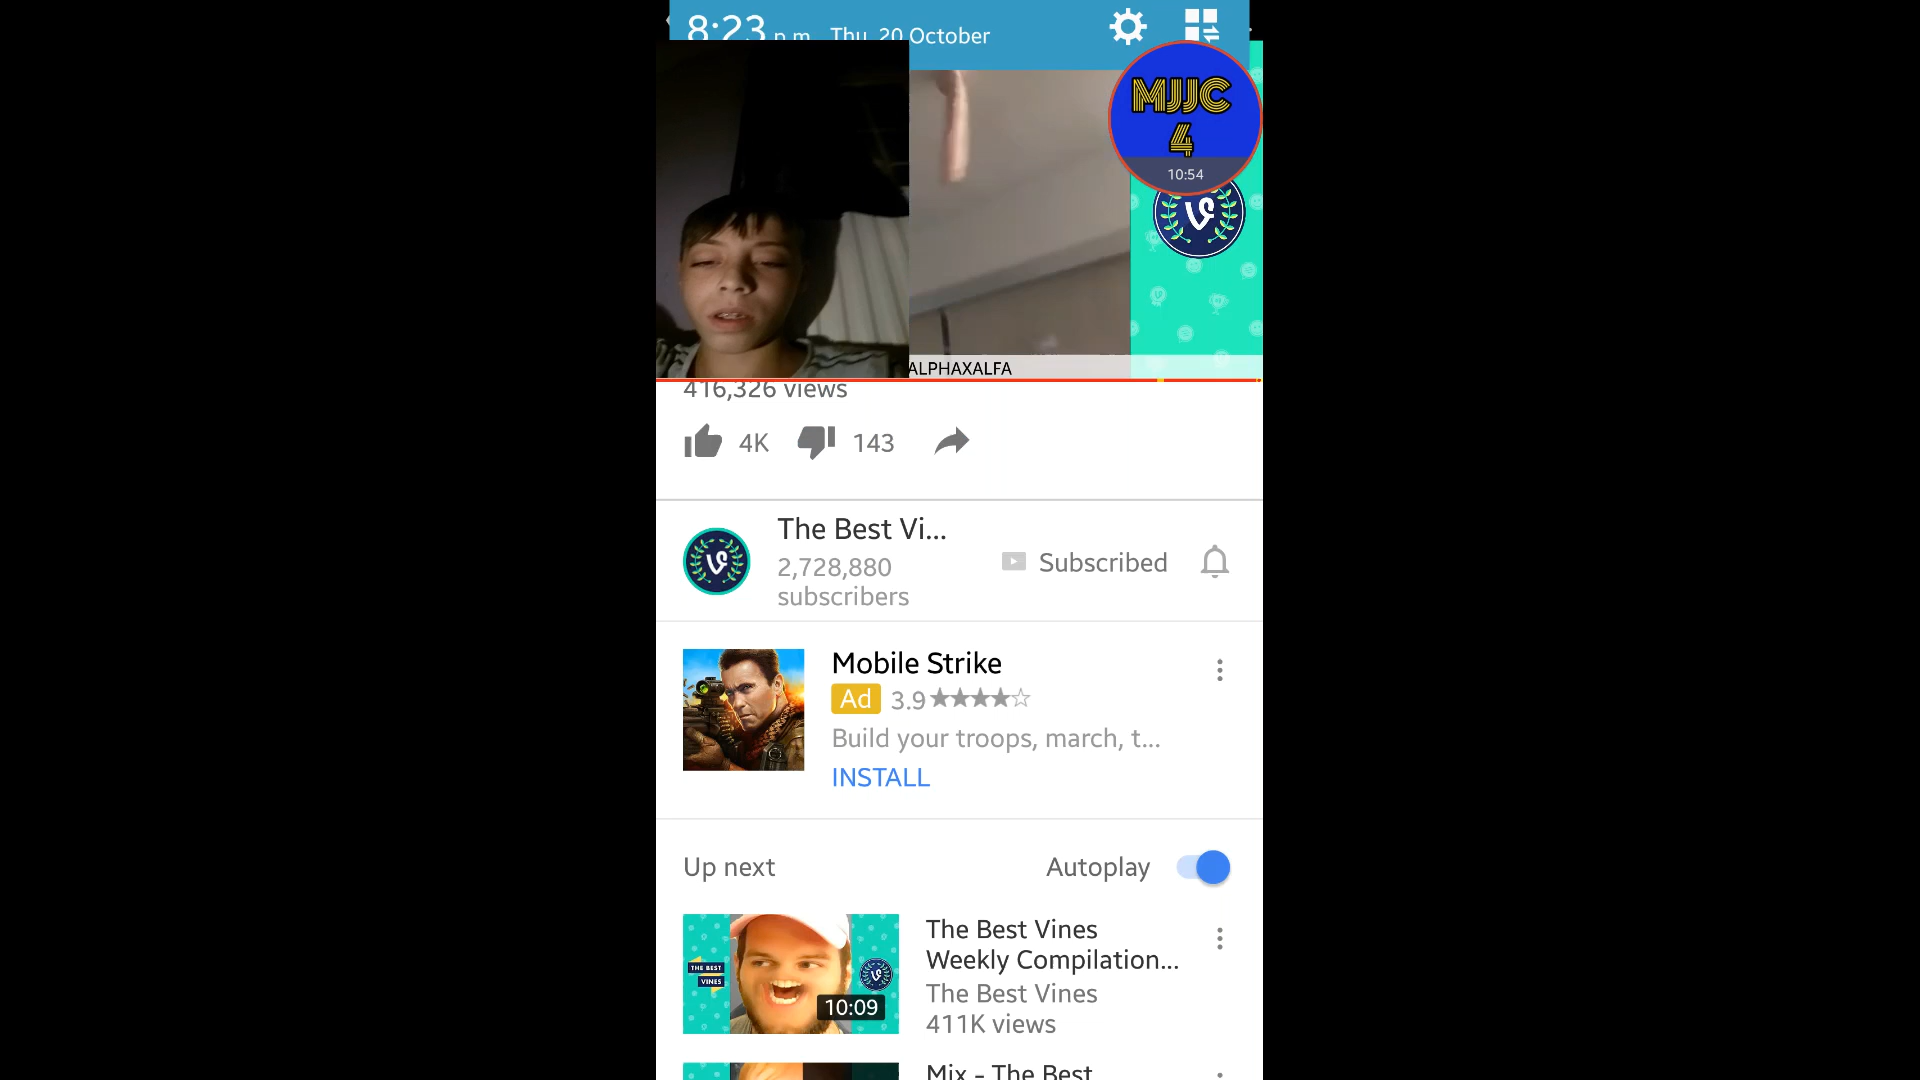 8:23 p.m. Thu, 20 October
MJJC
4
10:54
ALPHAXALFA
416,326 views
4K 143
The Best Vi...
2,728,880
subscribers
Subscribed
Mobile Strike
Ad 3.9
Build your troops, march, t...
INSTALL
Up next Autoplay
THE BEST
VINES
10:09
The Best Vines
Weekly Compilation...
The Best Vines
411K views
Mix - The Best